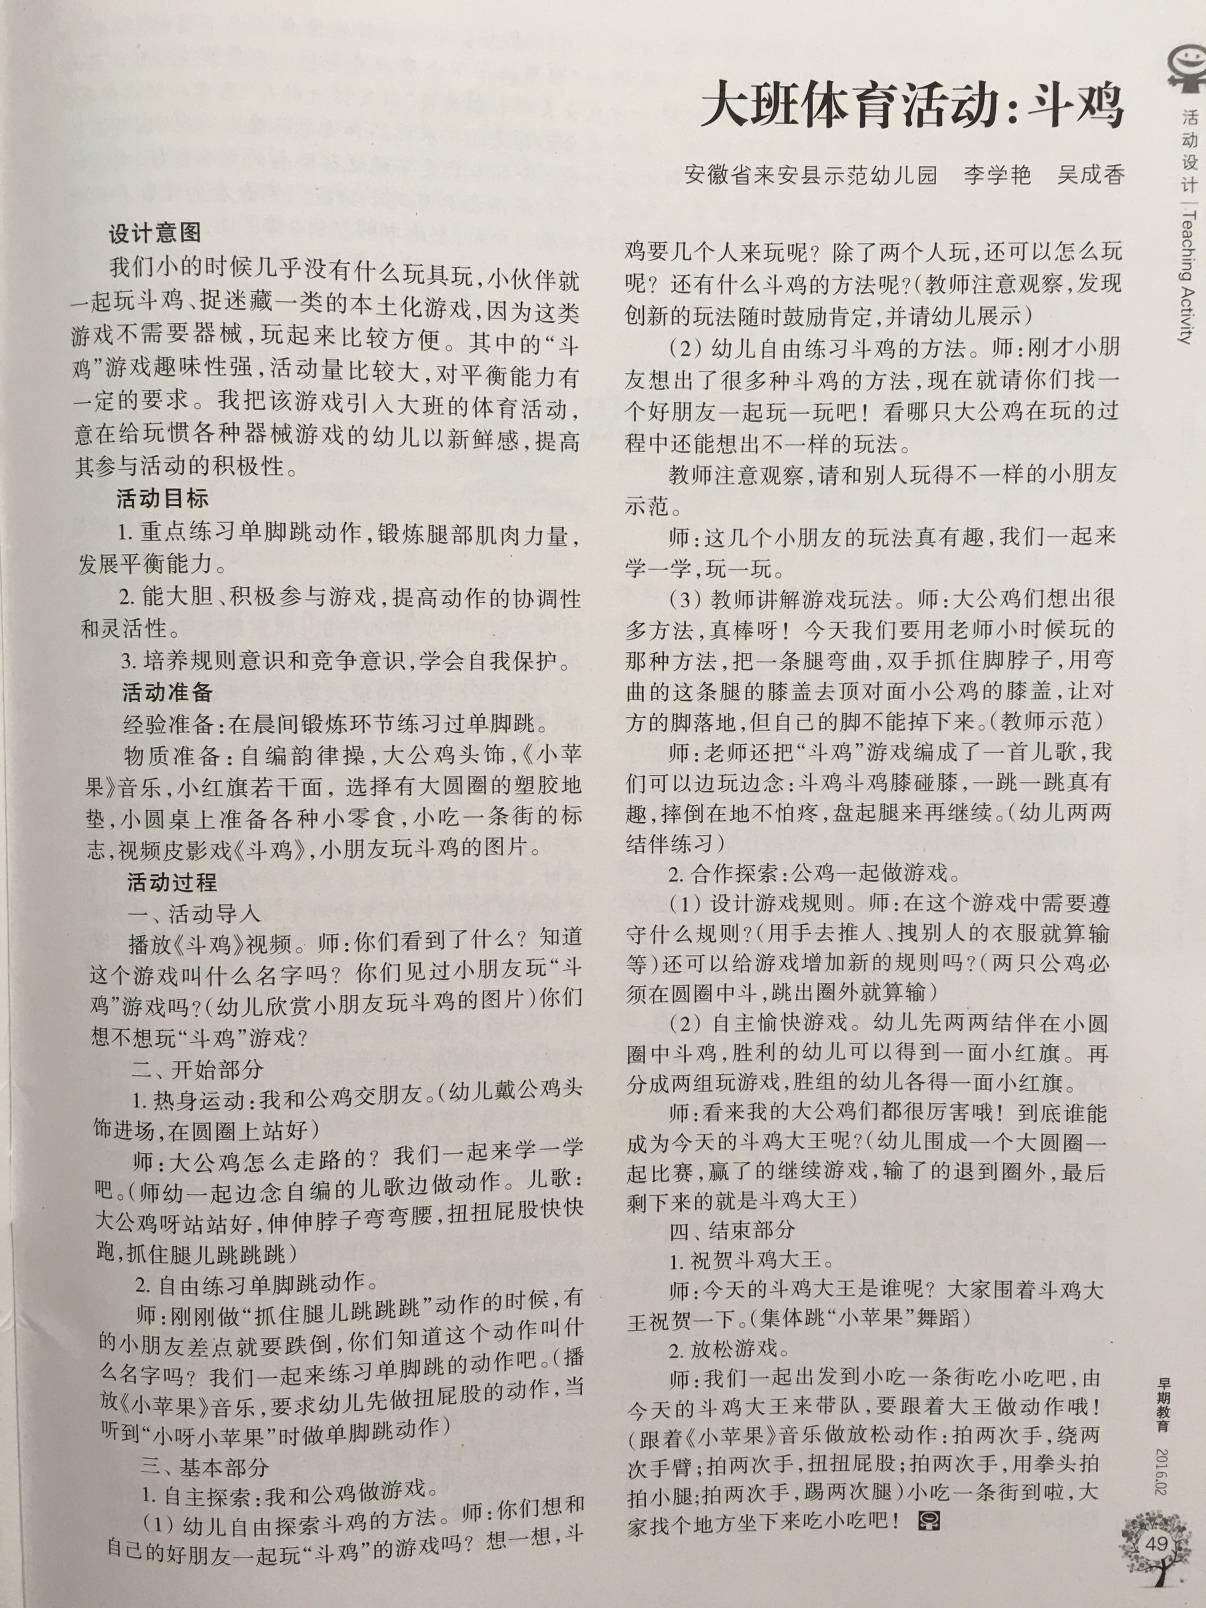 大班体育活动：斗鸡
安徽省来安县示范幼儿园　李学艳　吴成香
设计意图
我们小的时候几乎没有什么玩具玩，小伙伴就
一起玩斗鸡、捉迷藏一类的本土化游戏，因为这类
游戏不需要器械，玩起来比较方便。其中的“斗
鸡”游戏趣味性强，活动量比较大，对平衡能力有
一定的要求。我把该游戏引入大班的体育活动，
意在给玩惯各种器械游戏的幼儿以新鲜感，提高
其参与活动的积极性。
活动目标
1. 重点练习单脚跳动作，锻炼腿部肌肉力量，
发展平衡能力。
2. 能大胆、积极参与游戏，提高动作的协调性
和灵活性。
3. 培养规则意识和竞争意识，学会自我保护。
活动准备
经验准备：在晨间锻炼环节练习过单脚跳。
物质准备：自编韵律操，大公鸡头饰，《小苹
果》音乐，小红旗若干面，选择有大圆圈的塑胶地
垫，小圆桌上准备各种小零食，小吃一条街的标
志，视频皮影戏《斗鸡》，小朋友玩斗鸡的图片。
活动过程
一、活动导入
播放《斗鸡》视频。师：你们看到了什么？知道
这个游戏叫什么名字吗？你们见过小朋友玩“斗
鸡”游戏吗？（幼儿欣赏小朋友玩斗鸡的图片）你们
想不想玩“斗鸡”游戏？
二、开始部分
1. 热身运动：我和公鸡交朋友。（幼儿戴公鸡头
饰进场，在圆圈上站好）
师：大公鸡怎么走路的？我们一起来学一学
吧。（师幼一起边念自编的儿歌边做动作。儿歌：
大公鸡呀站站好，伸伸脖子弯弯腰，扭扭屁股快快
跑，抓住腿儿跳跳跳）
2. 自由练习单脚跳动作。
师：刚刚做“抓住腿儿跳跳跳”动作的时候，有
的小朋友差点就要跌倒，你们知道这个动作叫什
么名字吗？我们一起来练习单脚跳的动作吧。（播
放《小苹果》音乐，要求幼儿先做扭屁股的动作，当
听到“小呀小苹果”时做单脚跳动作）
三、基本部分
1. 自主探索：我和公鸡做游戏。
（1）幼儿自由探索斗鸡的方法。师：你们想和
自己的好朋友一起玩“斗鸡”的游戏吗？想一想，斗
鸡要几个人来玩呢？除了两个人玩，还可以怎么玩
呢？还有什么斗鸡的方法呢？（教师注意观察，发现
创新的玩法随时鼓励肯定，并请幼儿展示）
（2）幼儿自由练习斗鸡的方法。师：刚才小朋
友想出了很多种斗鸡的方法，现在就请你们找一
个好朋友一起玩一玩吧！看哪只大公鸡在玩的过
程中还能想出不一样的玩法。
教师注意观察，请和别人玩得不一样的小朋友
示范。
师：这几个小朋友的玩法真有趣，我们一起来
学一学，玩一玩。
（3）教师讲解游戏玩法。师：大公鸡们想出很
多方法，真棒呀！今天我们要用老师小时候玩的
那种方法，把一条腿弯曲，双手抓住脚脖子，用弯
曲的这条腿的膝盖去顶对面小公鸡的膝盖，让对
方的脚落地，但自己的脚不能掉下来。（教师示范）
师：老师还把“斗鸡”游戏编成了一首儿歌，我
们可以边玩边念：斗鸡斗鸡膝碰膝，一跳一跳真有
趣，摔倒在地不怕疼，盘起腿来再继续。（幼儿两两
结伴练习）
2. 合作探索：公鸡一起做游戏。
（1）设计游戏规则。师：在这个游戏中需要遵
守什么规则？（用手去推人、拽别人的衣服就算输
等）还可以给游戏增加新的规则吗？（两只公鸡必
须在圆圈中斗，跳出圈外就算输）
（2）自主愉快游戏。幼儿先两两结伴在小圆
圈中斗鸡，胜利的幼儿可以得到一面小红旗。再
分成两组玩游戏，胜组的幼儿各得一面小红旗。
师：看来我的大公鸡们都很厉害哦！到底谁能
成为今天的斗鸡大王呢？（幼儿围成一个大圆圈一
起比赛，赢了的继续游戏，输了的退到圈外，最后
剩下来的就是斗鸡大王）
四、结束部分
1. 祝贺斗鸡大王。
师：今天的斗鸡大王是谁呢？大家围着斗鸡大
王祝贺一下。（集体跳“小苹果”舞蹈）
2. 放松游戏。
师：我们一起出发到小吃一条街吃小吃吧，由
今天的斗鸡大王来带队，要跟着大王做动作哦！
（跟着《小苹果》音乐做放松动作：拍两次手，绕两
次手臂；拍两次手，扭扭屁股；拍两次手，用拳头拍
拍小腿；拍两次手，踢两次腿）小吃一条街到啦，大
家找个地方坐下来吃小吃吧！
活动设计 | Teaching Activity
早期教育 2016.02
49